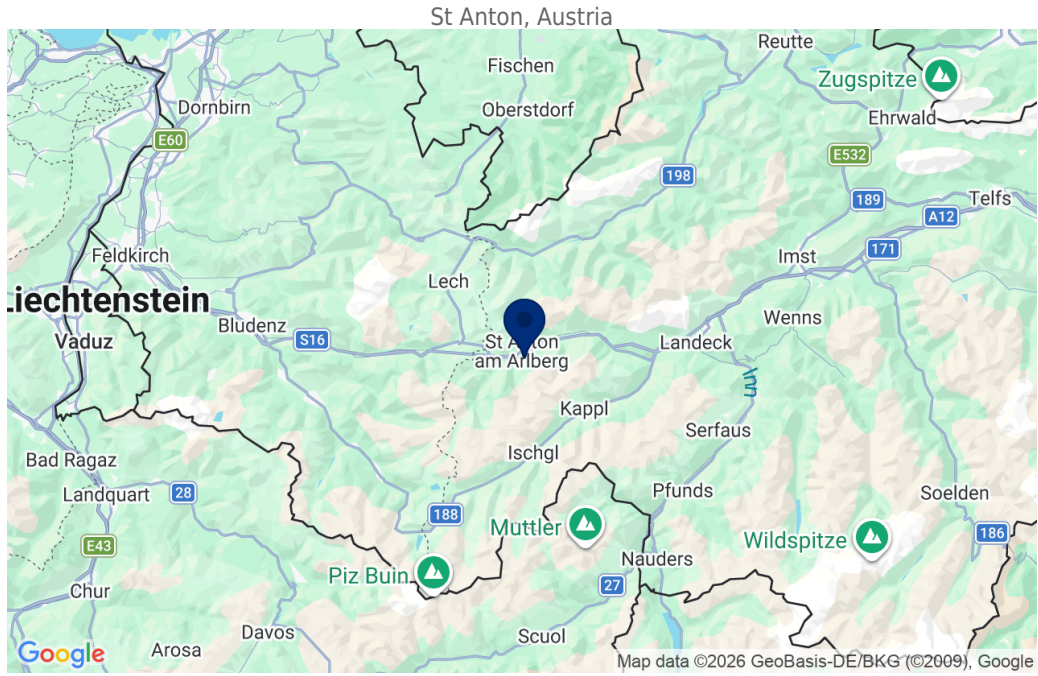 St Anton, Austria
Reutte
Fischen
Zugspitze
Dornbirn
Oberstdorf
Ehrwald
E60
E532
198
189
Telfs
A12
171
Feldkirch
Imst
Lech
Liechtenstein
Bludenz
Wenns
S16
Vaduz
St Anton
am Arlberg
Landeck
Inn
Kappl
Serfaus
Ischgl
Bad Ragaz
Landquart
28
Pfunds
Soelden
188
Muttler
Wildspitze
186
E43
Nauders
Piz Buin
27
Chur
Davos
Scuol
Arosa
Google
Map data ©2026 GeoBasis-DE/BKG (©2009), Google